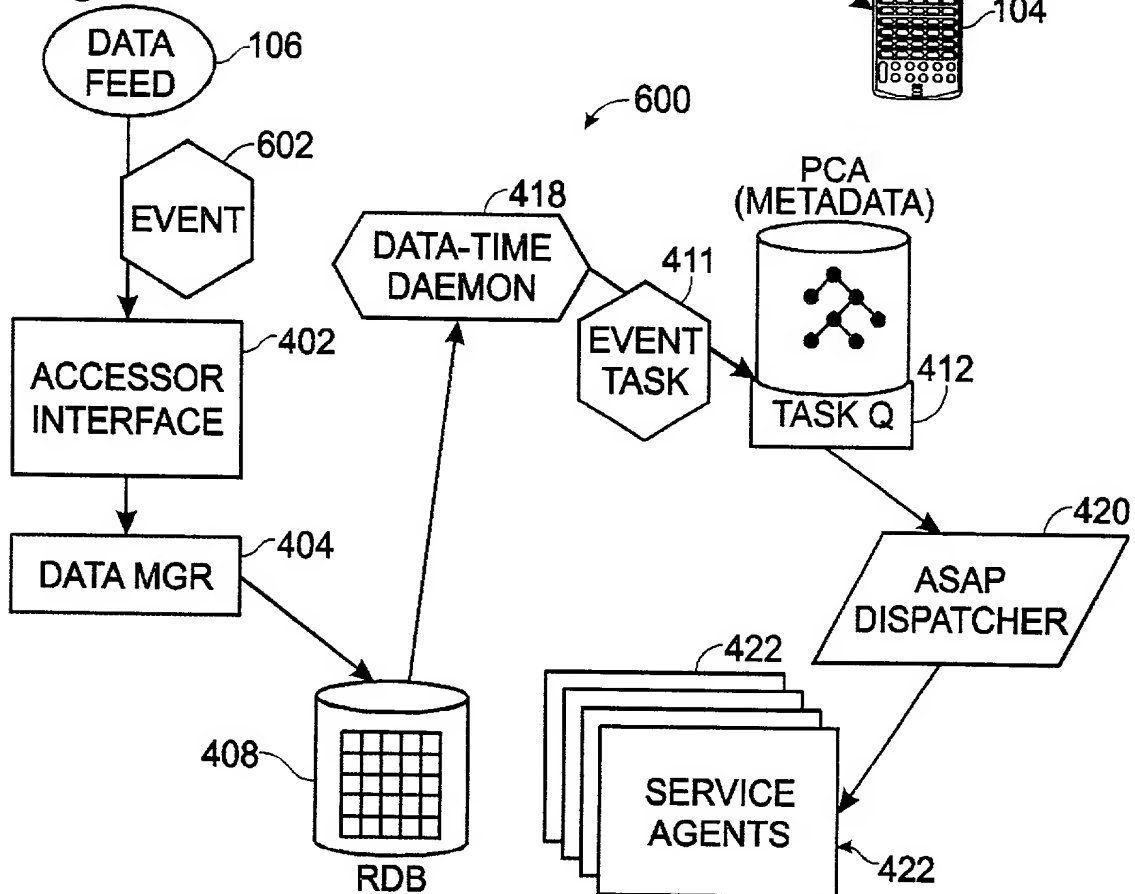 DATA
FEED
106
104
600
602
EVENT
418
DATA-TIME
DAEMON
411
EVENT
TASK
PCA
(METADATA)
412
TASK Q
402
ACCESSOR
INTERFACE
404
DATA MGR
420
ASAP
DISPATCHER
422
408
SERVICE
AGENTS
422
RDB